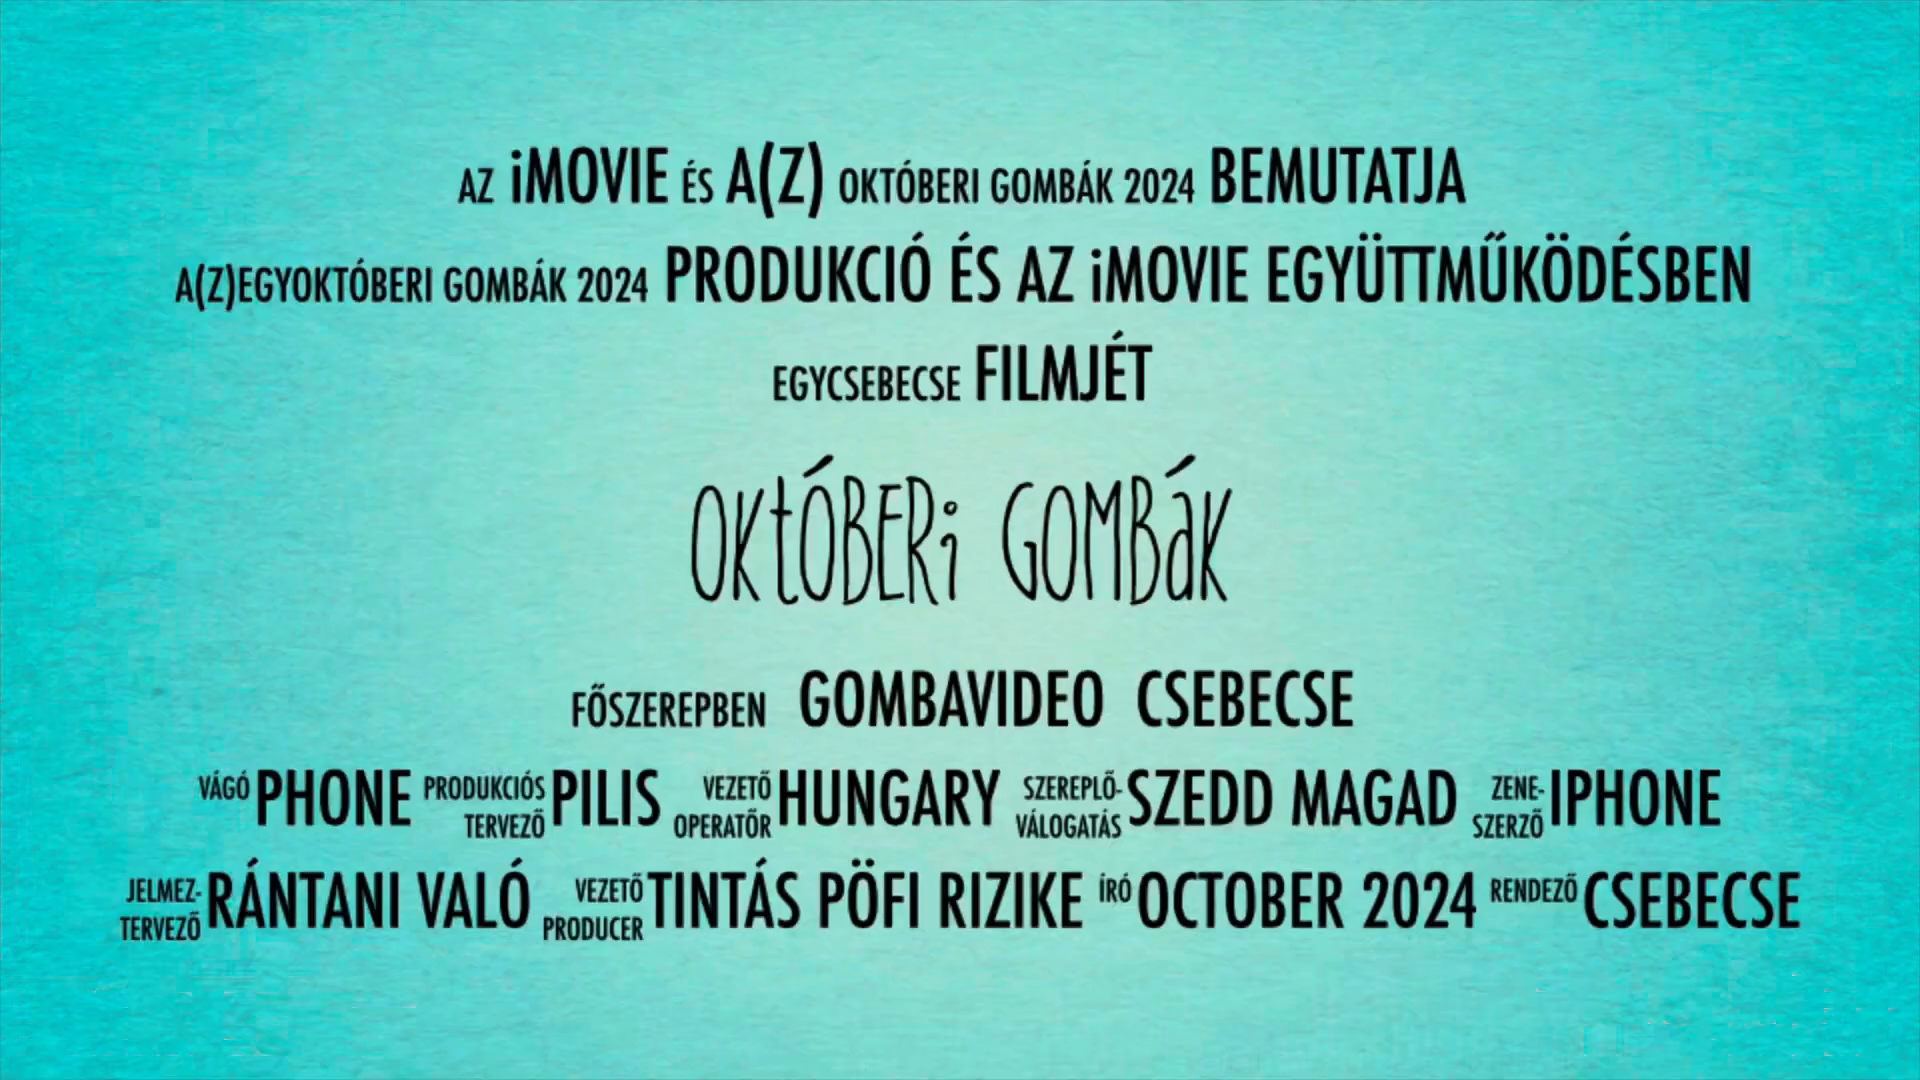 AZ iMOVIE ÉS A(Z) OKTÓBERI GOMBÁK 2024 BEMUTATJA
A(Z)EGYOKTÓBERI GOMBÁK 2024 PRODUKCIÓ ÉS AZ iMOVIE EGYÜTTMŰKÖDÉSBEN
EGYCSEBECSE FILMJÉT
OKtÓBERi GOMBáK
FŐSZEREPBEN GOMBAVIDEO CSEBECSE
VÁGÓ PHONE PRODUKCIÓS TERVEZŐ PILIS VEZETŐ OPERATŐR HUNGARY SZEREPLŐ-VÁLOGATÁS SZEDD MAGAD ZENE-SZERZŐ IPHONE
JELMEZ-TERVEZŐ RÁNTANI VALÓ VEZETŐ PRODUCER TINTÁS PÖFI RIZIKE ÍRÓ OCTOBER 2024 RENDEZŐ CSEBECSE